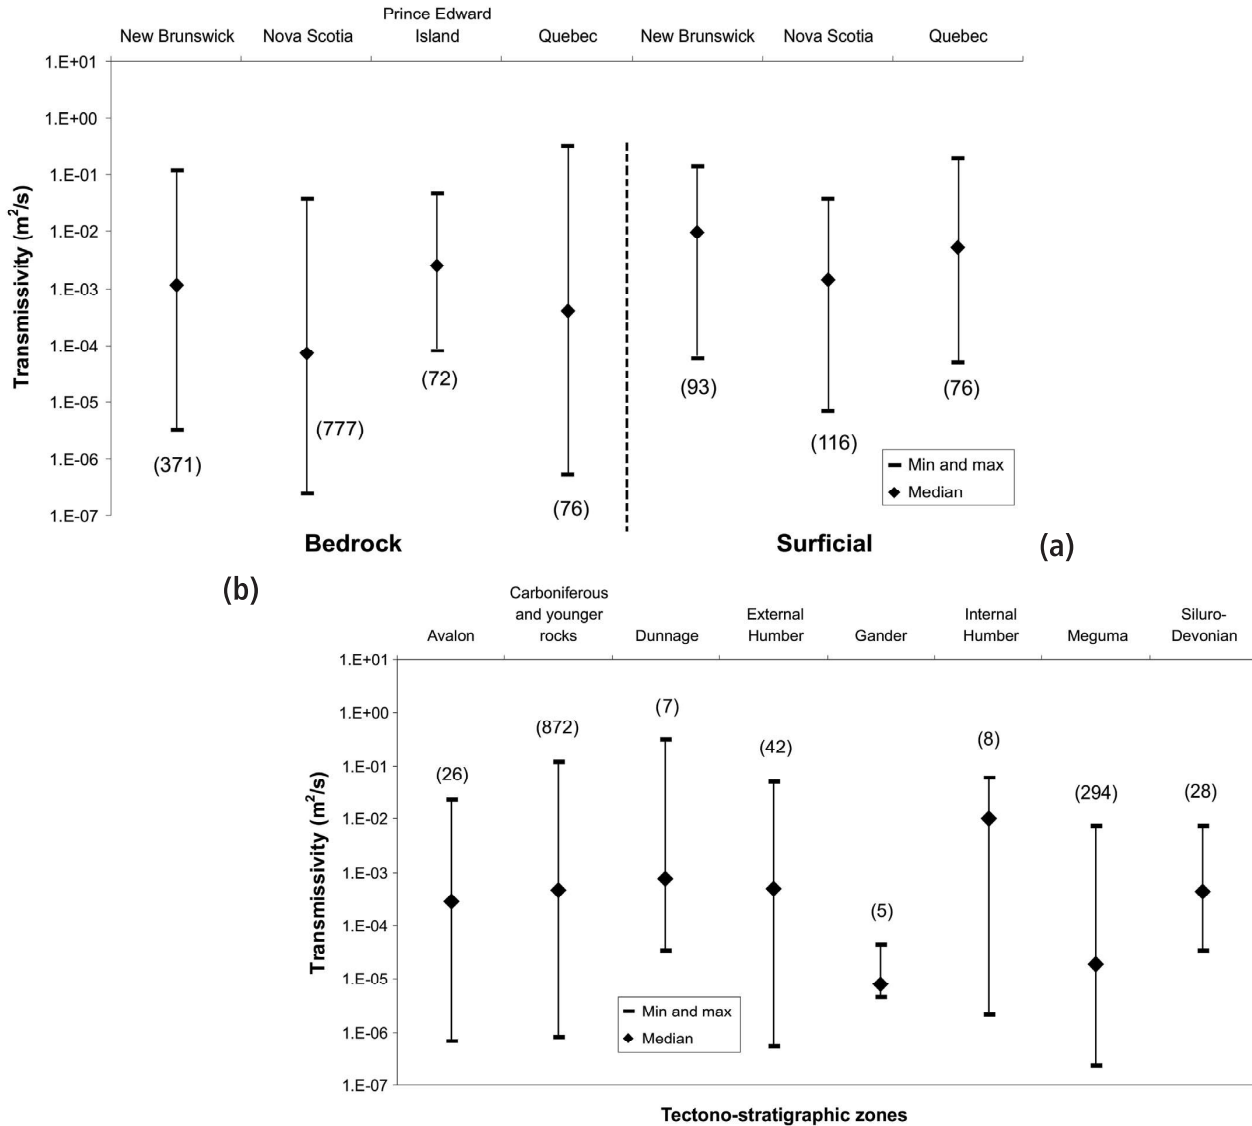 Prince Edward
New Brunswick Nova Scotia Island Quebec New Brunswick Nova Scotia Quebec
1.E+01
1.E+00
1.E-01
1.E-02
1.E-03
1.E-04
1.E-05
1.E-06
1.E-07
Transmissivity (m²/s)
(371)
(777)
(72)
(76)
(93)
(116)
(76)
Min and max
Median
Bedrock Surficial (a)
(b)
Avalon
Carboniferous
and younger
rocks
Dunnage
External
Humber
Gander
Internal
Humber
Meguma
Siluro-
Devonian
1.E+01
1.E+00
1.E-01
1.E-02
1.E-03
1.E-04
1.E-05
1.E-06
1.E-07
Transmissivity (m²/s)
(26)
(872)
(7)
(42)
(5)
(8)
(294)
(28)
Min and max
Median
Tectono-stratigraphic zones